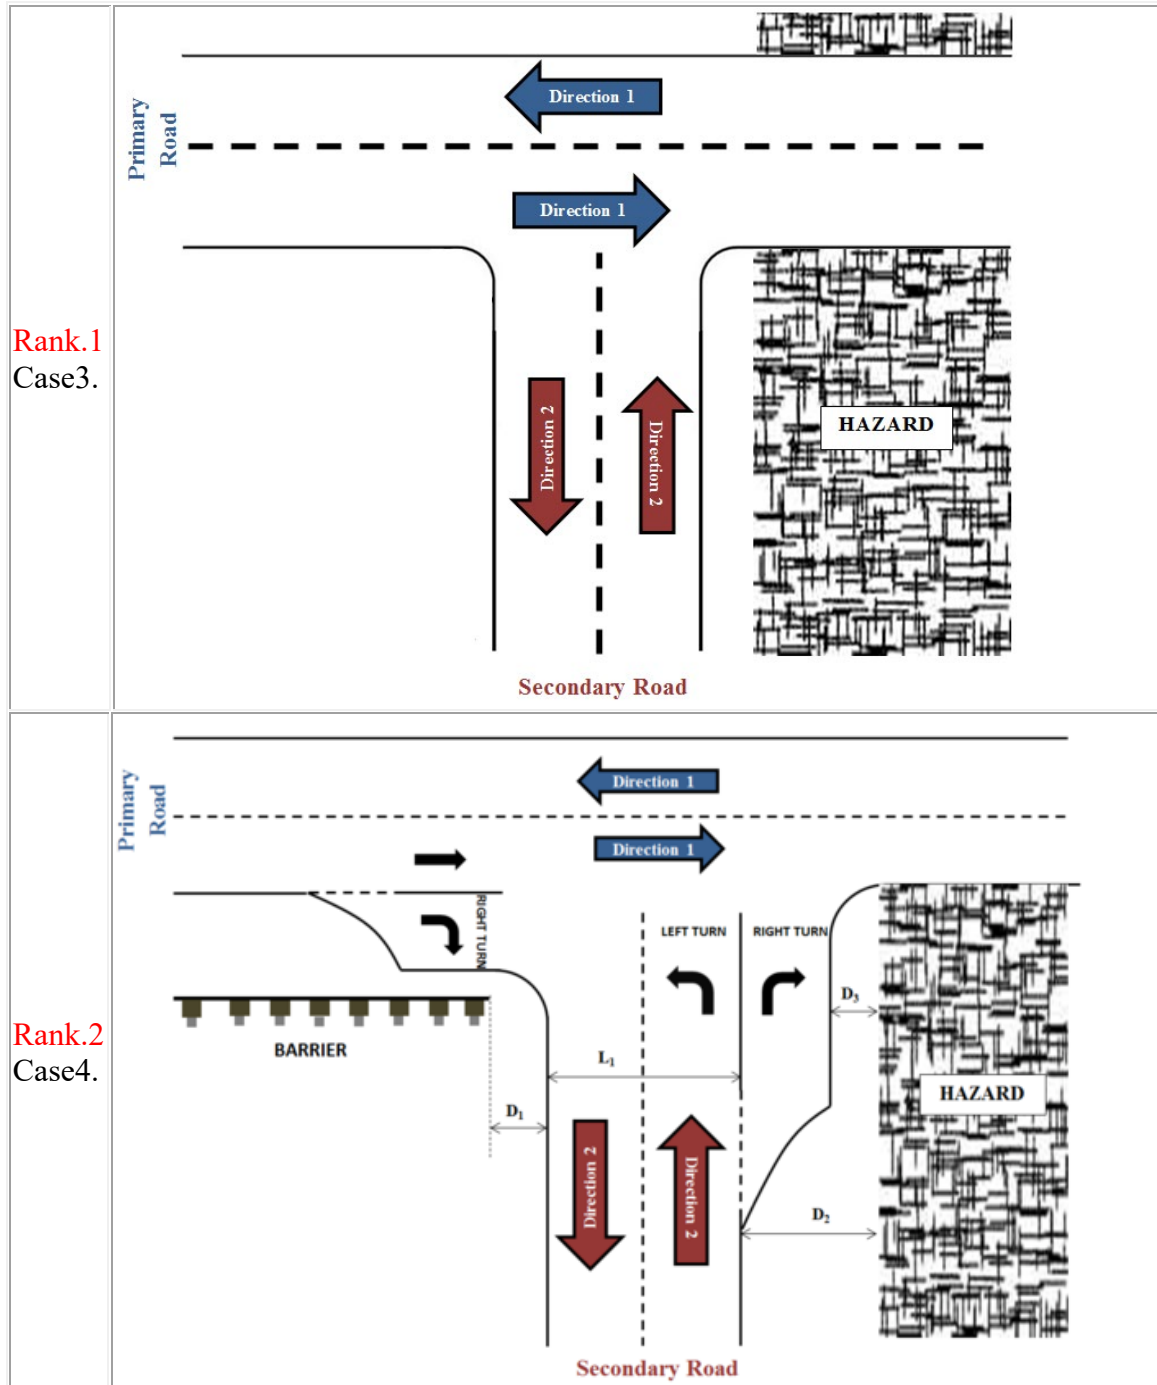 Rank.1
Case3.
Primary
Road
Direction 1
Direction 1
Direction 2
Direction 2
HAZARD
Secondary Road
Rank.2
Case4.
Primary
Road
Direction 1
Direction 1
RIGHT TURN
LEFT TURN
RIGHT TURN
D3
BARRIER
L1
HAZARD
D1
Direction 2
Direction 2
D2
Secondary Road